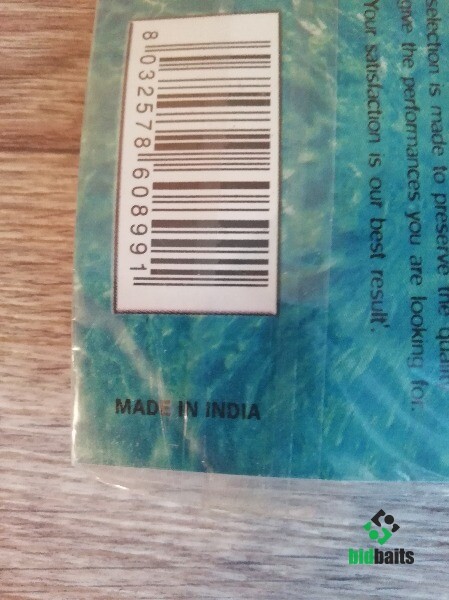 8 032578 608991
selection is made to preserve the
give the performances you are looking for.
Your satisfaction is our best result'.
MADE IN INDIA
bidbaits